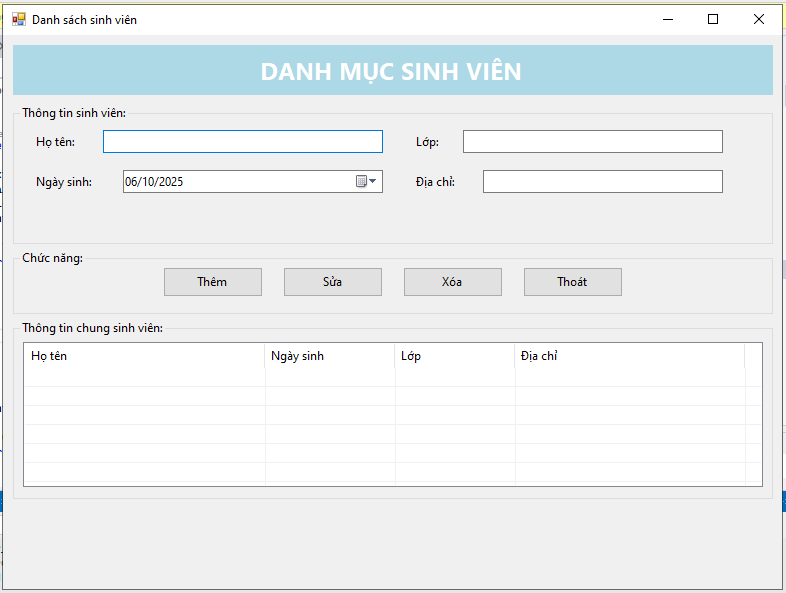 Danh sách sinh viên
DANH MỤC SINH VIÊN
Thông tin sinh viên:
Họ tên:
Lớp:
Ngày sinh: 06/10/2025
Địa chỉ:
Chức năng:
Thêm Sửa Xóa Thoát
Thông tin chung sinh viên:
Họ tên Ngày sinh Lớp Địa chỉ